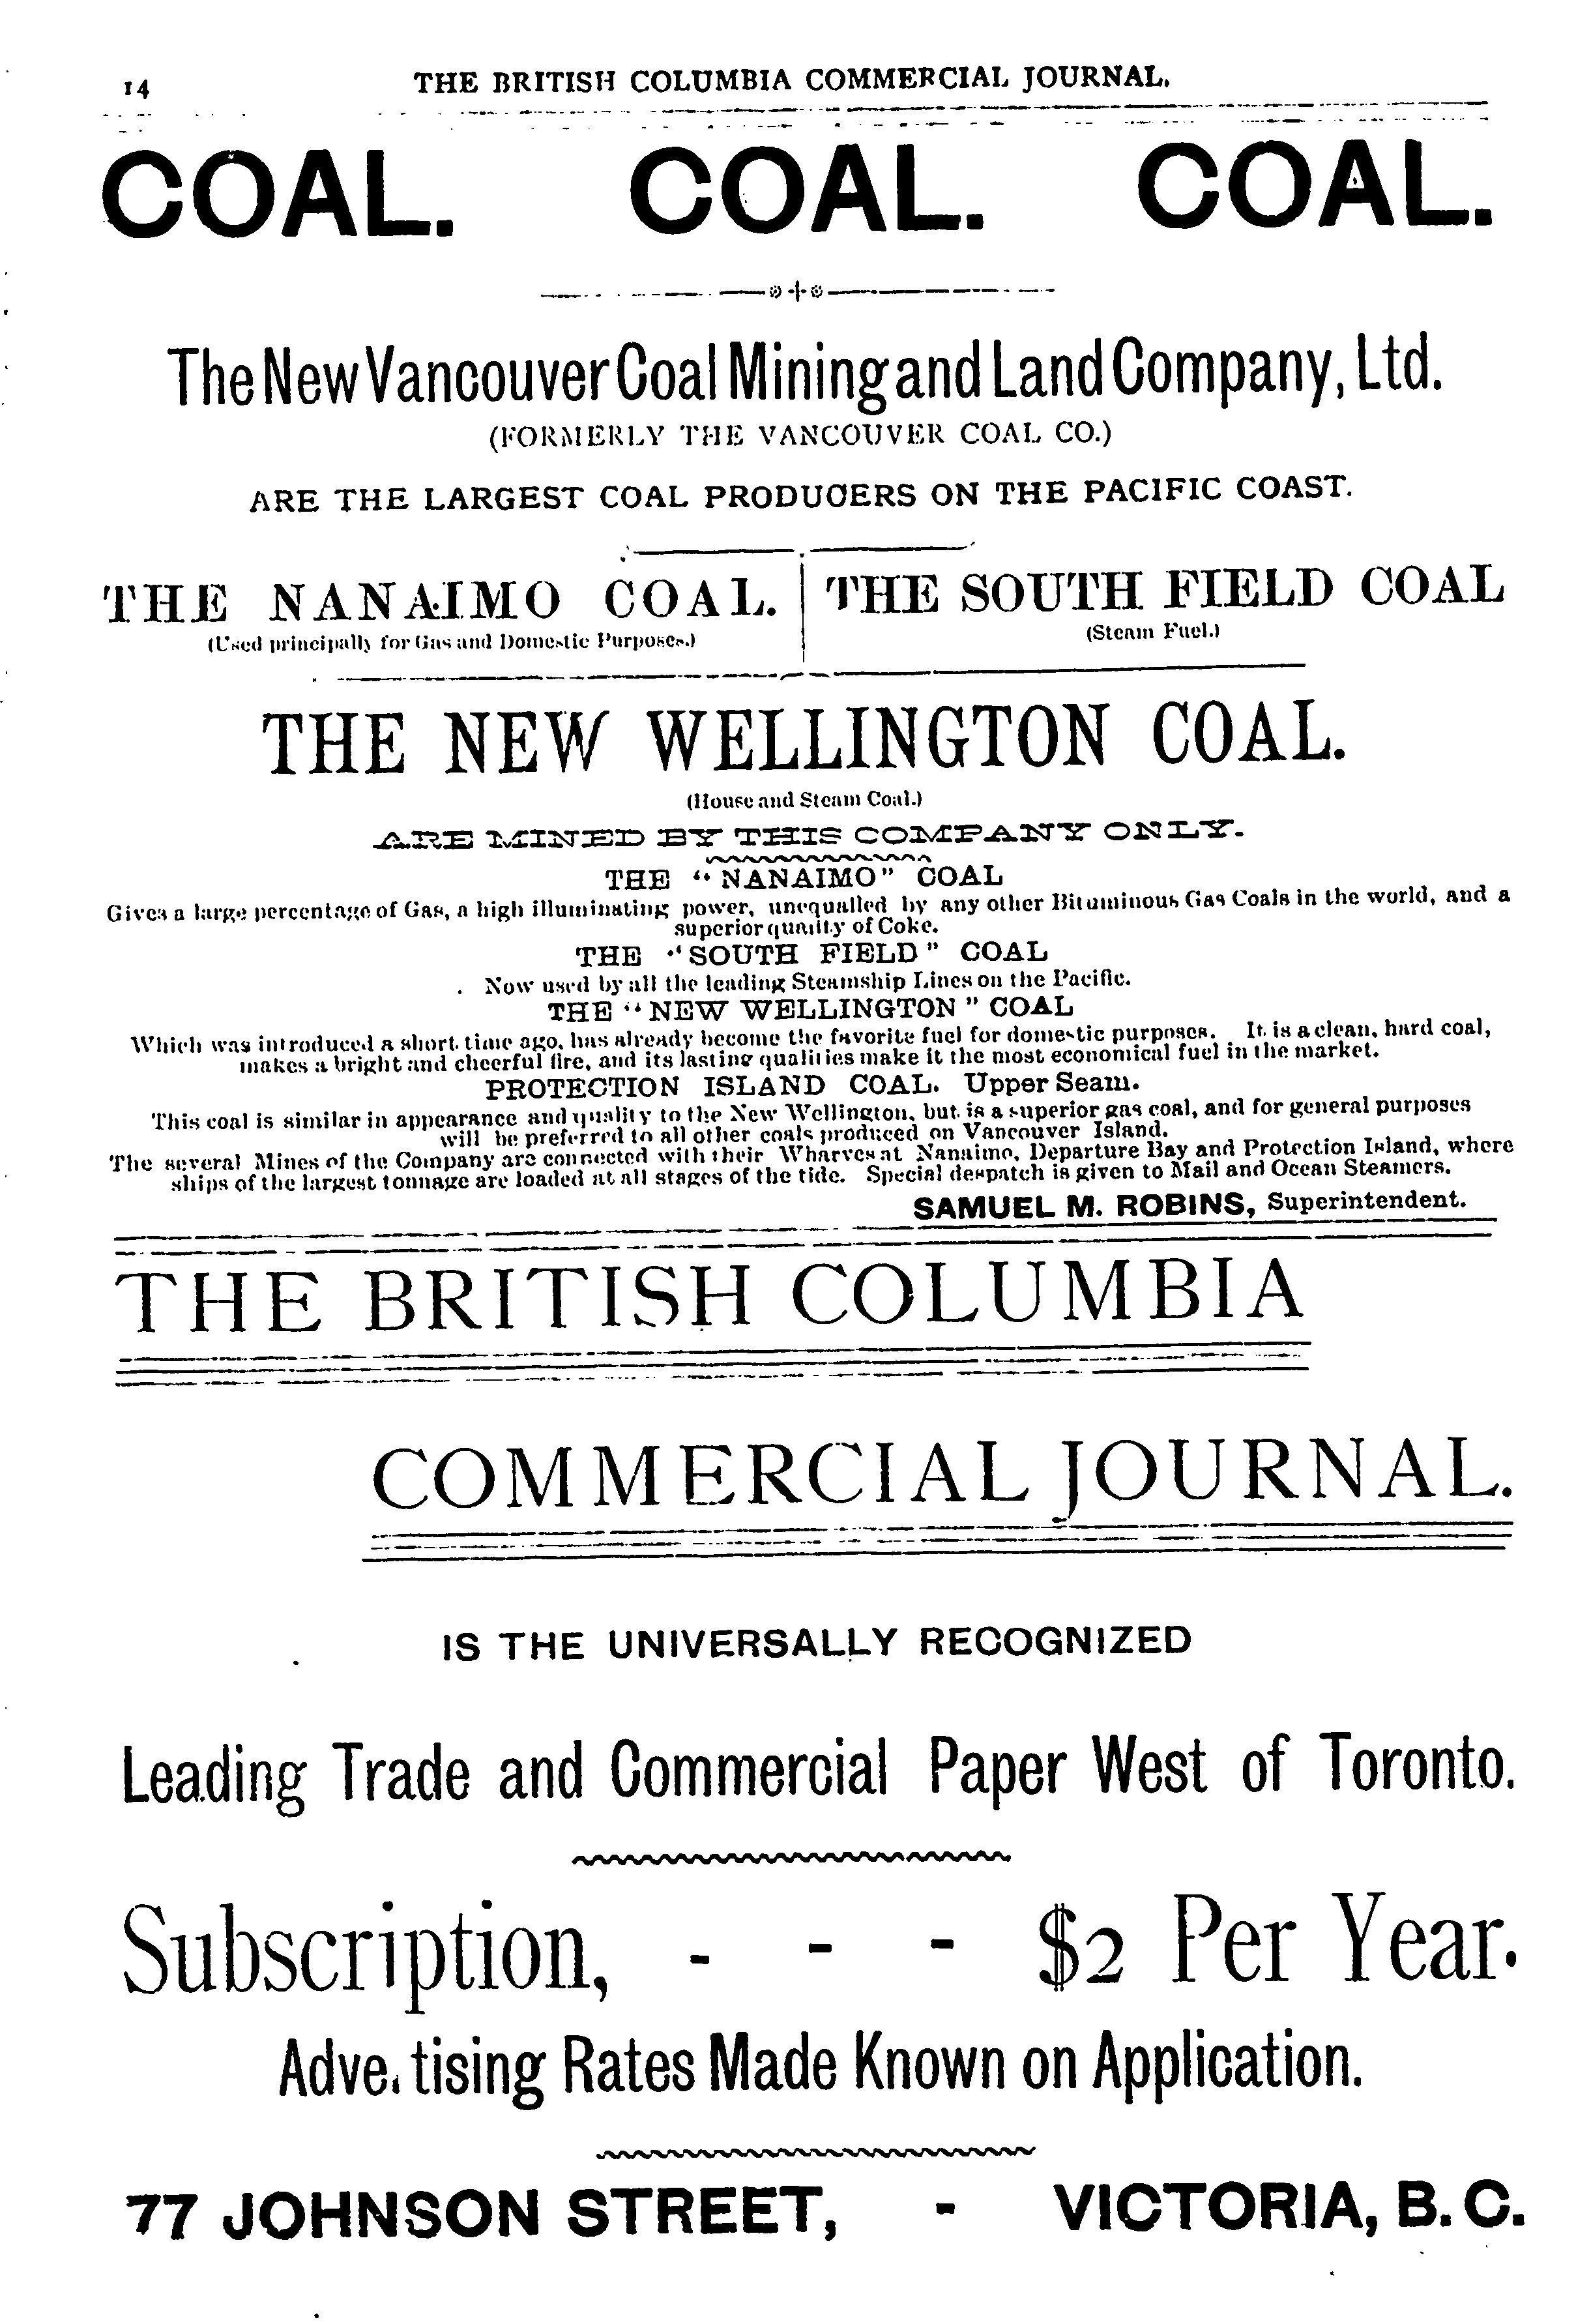 14 THE BRITISH COLUMBIA COMMERCIAL JOURNAL.
COAL. COAL. COAL.
The New Vancouver Coal Mining and Land Company, Ltd.
(FORMERLY THE VANCOUVER COAL CO.)
ARE THE LARGEST COAL PRODUCERS ON THE PACIFIC COAST.
THE NANAIMO COAL.
(Used principally for Gas and Domestic Purposes.)
THE SOUTH FIELD COAL
(Steam Fuel.)
THE NEW WELLINGTON COAL.
(House and Steam Coal.)
ARE MINED BY THIS COMPANY ONLY.
THE "NANAIMO" COAL
Gives a large percentage of Gas, a high illuminating power, unequalled by any other Bituminous Gas Coals in the world, and a
superior quality of Coke.
THE "SOUTH FIELD" COAL
Now used by all the leading Steamship Lines on the Pacific.
THE "NEW WELLINGTON" COAL
Which was introduced a short time ago, has already become the favorite fuel for domestic purposes. It is a clean, hard coal,
makes a bright and cheerful fire, and its lasting qualities make it the most economical fuel in the market.
PROTECTION ISLAND COAL. Upper Seam.
This coal is similar in appearance and quality to the New Wellington, but is a superior gas coal, and for general purposes
will be preferred to all other coals produced on Vancouver Island.
The several Mines of the Company are connected with their Wharves at Nanaimo, Departure Bay and Protection Island, where
ships of the largest tonnage are loaded at all stages of the tide. Special despatch is given to Mail and Ocean Steamers.
SAMUEL M. ROBINS, Superintendent.
THE BRITISH COLUMBIA
COMMERCIAL JOURNAL.
IS THE UNIVERSALLY RECOGNIZED
Leading Trade and Commercial Paper West of Toronto.
Subscription, - - - $2 Per Year.
Advertising Rates Made Known on Application.
77 JOHNSON STREET, - VICTORIA, B. C.